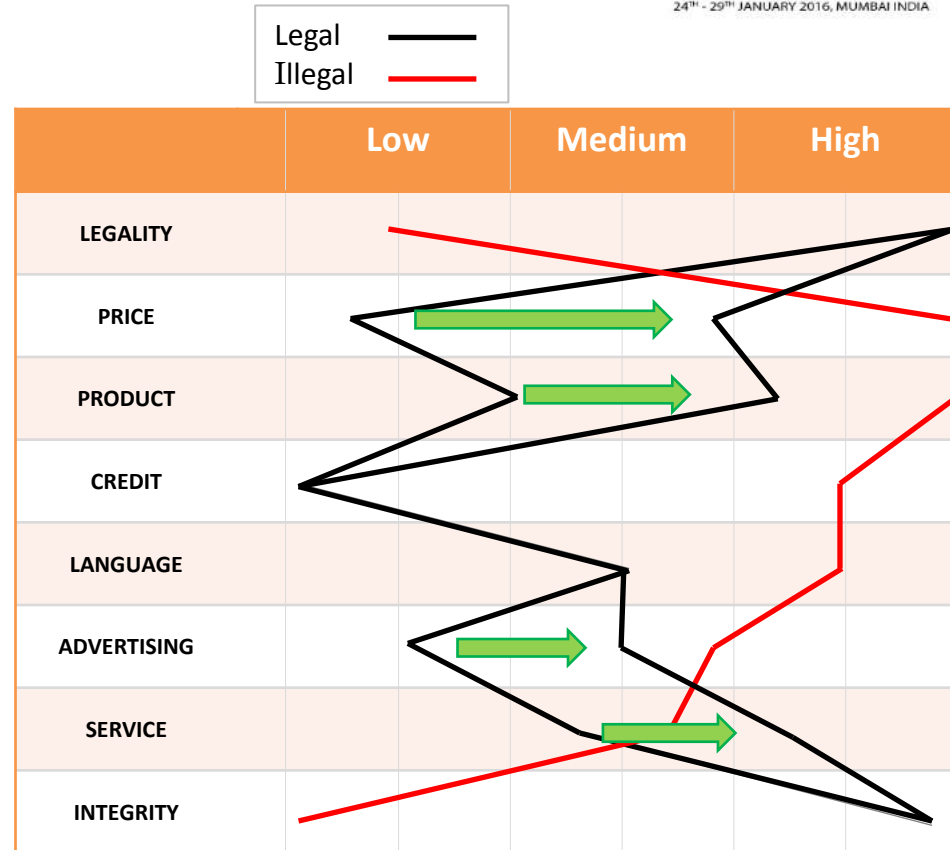 24TH - 29TH JANUARY 2016, MUMBAI INDIA
Legal
Illegal
Low Medium High
LEGALITY
PRICE
PRODUCT
CREDIT
LANGUAGE
ADVERTISING
SERVICE
INTEGRITY